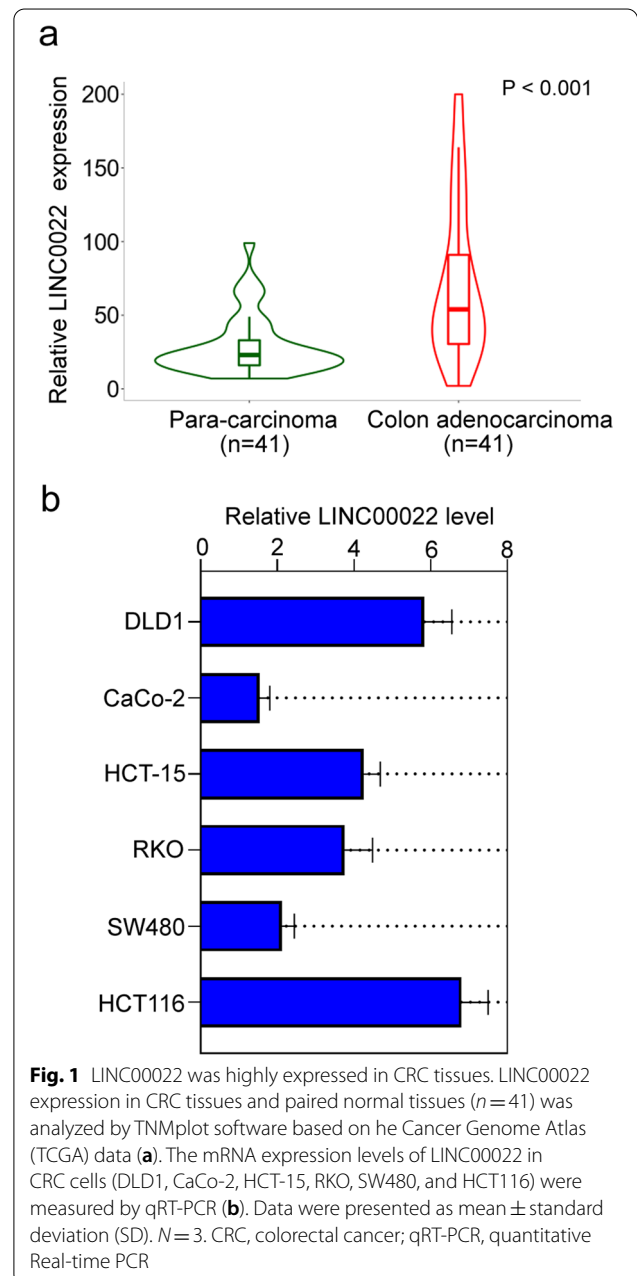 a
P < 0.001
Relative LINC0022 expression
200
150
100
50
0
Para-carcinoma
(n=41)
Colon adenocarcinoma
(n=41)
b
Relative LINC00022 level
0 2 4 6 8
DLD1
CaCo-2
HCT-15
RKO
SW480
HCT116
Fig. 1 LINC00022 was highly expressed in CRC tissues. LINC00022
expression in CRC tissues and paired normal tissues (n = 41) was
analyzed by TNMplot software based on he Cancer Genome Atlas
(TCGA) data (a). The mRNA expression levels of LINC00022 in
CRC cells (DLD1, CaCo-2, HCT-15, RKO, SW480, and HCT116) were
measured by qRT-PCR (b). Data were presented as mean ± standard
deviation (SD). N = 3. CRC, colorectal cancer; qRT-PCR, quantitative
Real-time PCR